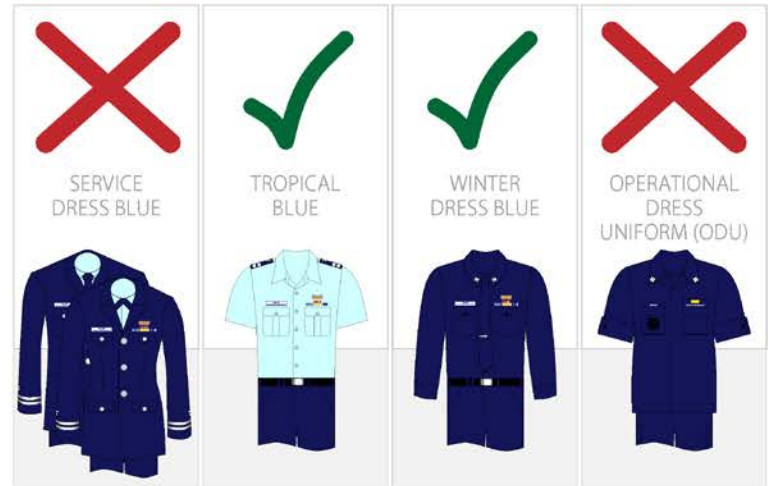 SERVICE
DRESS BLUE
TROPICAL
BLUE
WINTER
DRESS BLUE
OPERATIONAL
DRESS
UNIFORM (ODU)